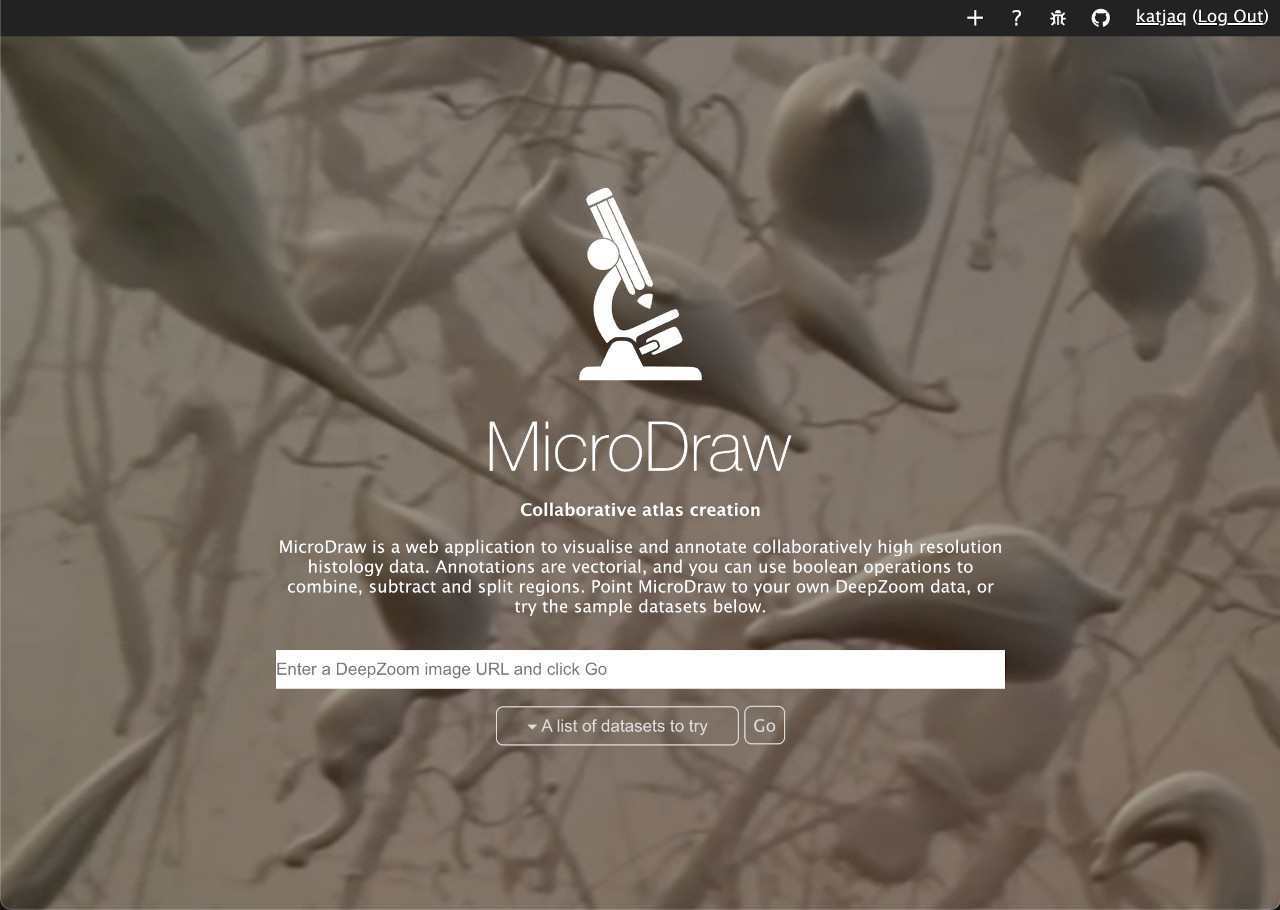 + ? katjaq (Log Out)
MicroDraw
Collaborative atlas creation
MicroDraw is a web application to visualise and annotate collaboratively high resolution
histology data. Annotations are vectorial, and you can use boolean operations to
combine, subtract and split regions. Point MicroDraw to your own DeepZoom data, or
try the sample datasets below.
Enter a DeepZoom image URL and click Go
A list of datasets to try Go